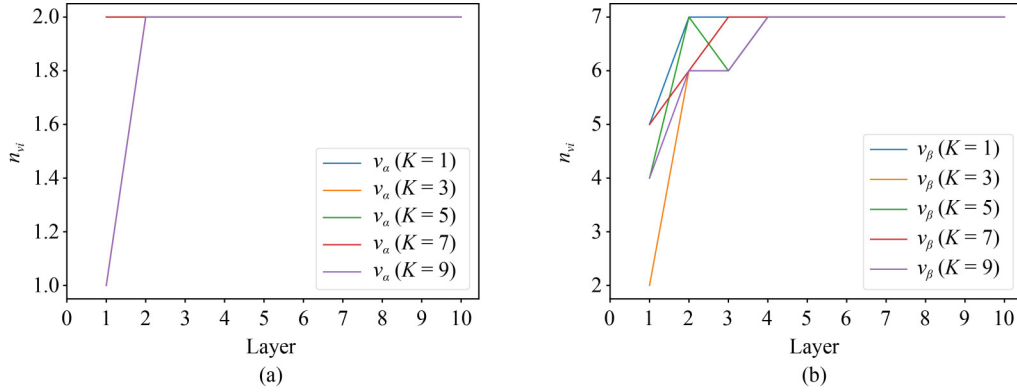 2.0
1.8
1.6
1.4
1.2
1.0
n_vi
v_α (K = 1)
v_α (K = 3)
v_α (K = 5)
v_α (K = 7)
v_α (K = 9)
0 1 2 3 4 5 6 7 8 9 10
Layer
(a)
7
6
5
4
3
2
n_vi
v_β (K = 1)
v_β (K = 3)
v_β (K = 5)
v_β (K = 7)
v_β (K = 9)
0 1 2 3 4 5 6 7 8 9 10
Layer
(b)